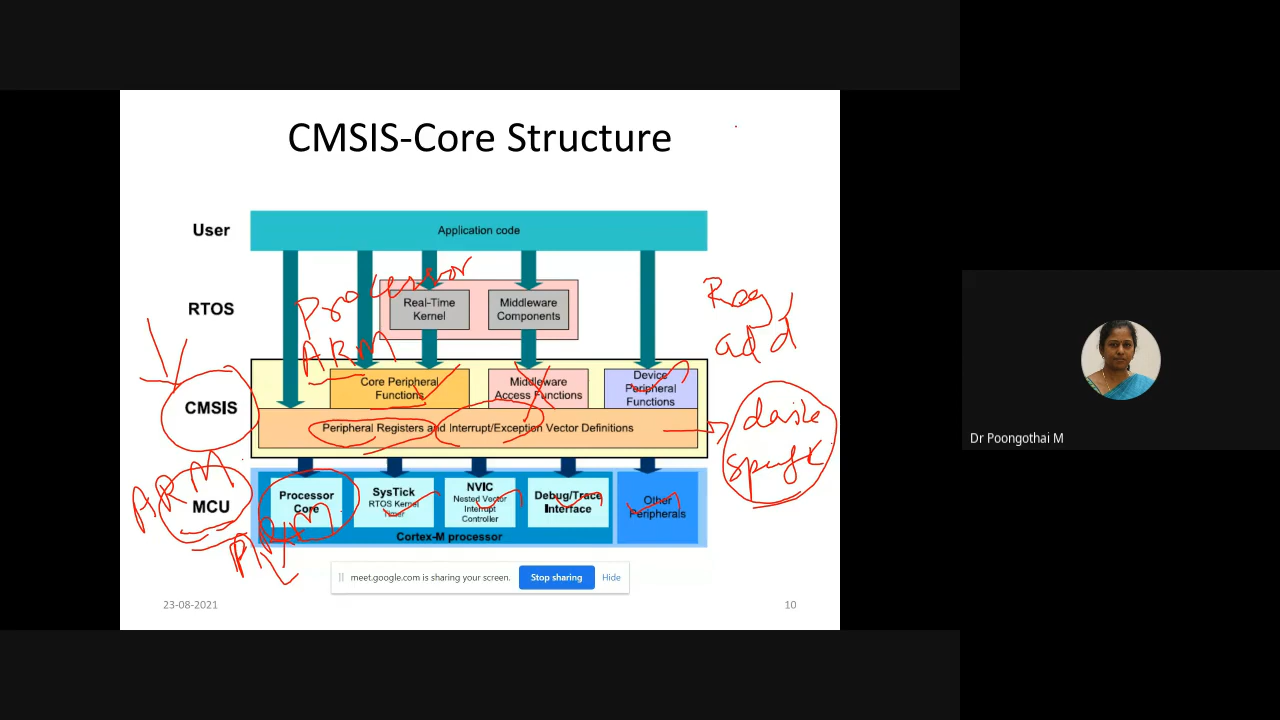 CMSIS-Core Structure
User
Application code
RTOS
Real-Time
Kernel
Middleware
Components
Processor
ARM
Reg
add
CMSIS
Core Peripheral
Functions
Middleware
Access Functions
Device
Peripheral
Functions
Peripheral Registers and Interrupt/Exception Vector Definitions
ARM
MCU
Processor
Core
SysTick
RTOS Kernel
Timer
NVIC
Nested Vector
Interrupt
Controller
Debug/Trace
Interface
Other
Peripherals
Cortex-M processor
meet.google.com is sharing your screen.
Stop sharing
Hide
23-08-2021
10
Dr Poongothai M